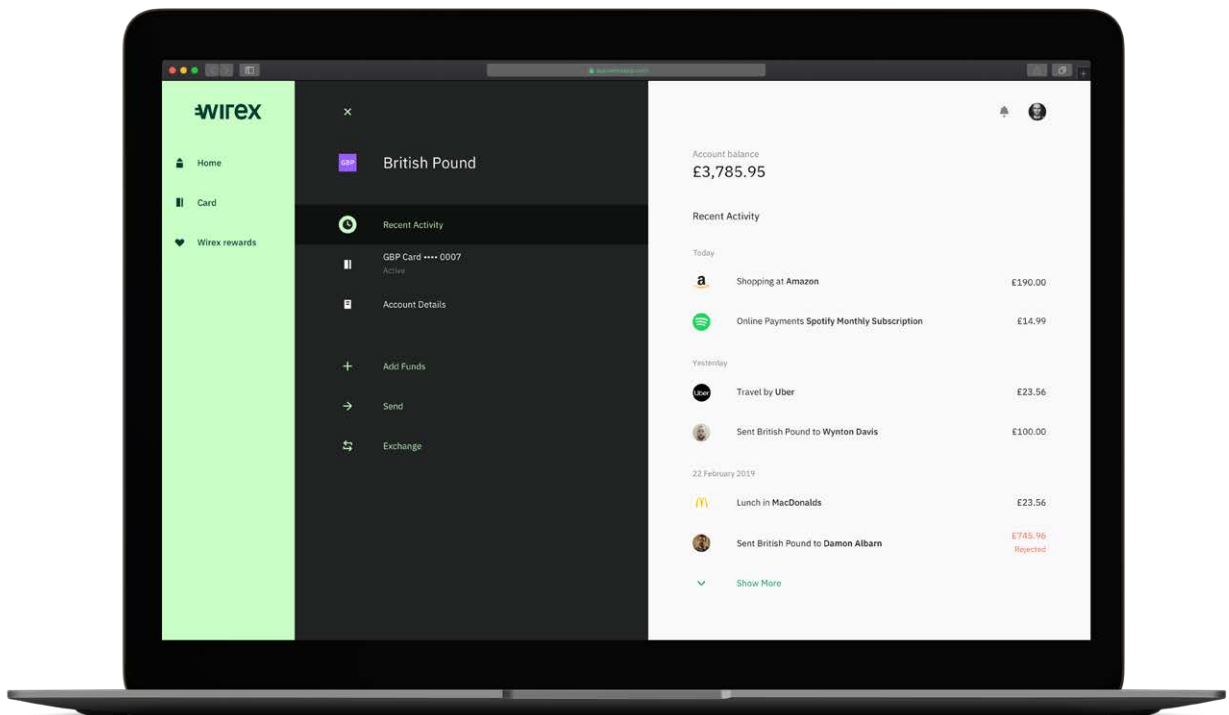 wirex
Home
Card
Wirex rewards
GBP
British Pound
Recent Activity
GBP Card •••• 0007
Active
Account Details
Add Funds
Send
Exchange
Account balance
£3,785.95
Recent Activity
Today
Shopping at Amazon £190.00
Online Payments Spotify Monthly Subscription £14.99
Yesterday
Uber
Travel by Uber £23.56
Sent British Pound to Wynton Davis £100.00
22 February 2019
Lunch in MacDonalds £23.56
Sent British Pound to Damon Albarn £745.96
Rejected
Show More